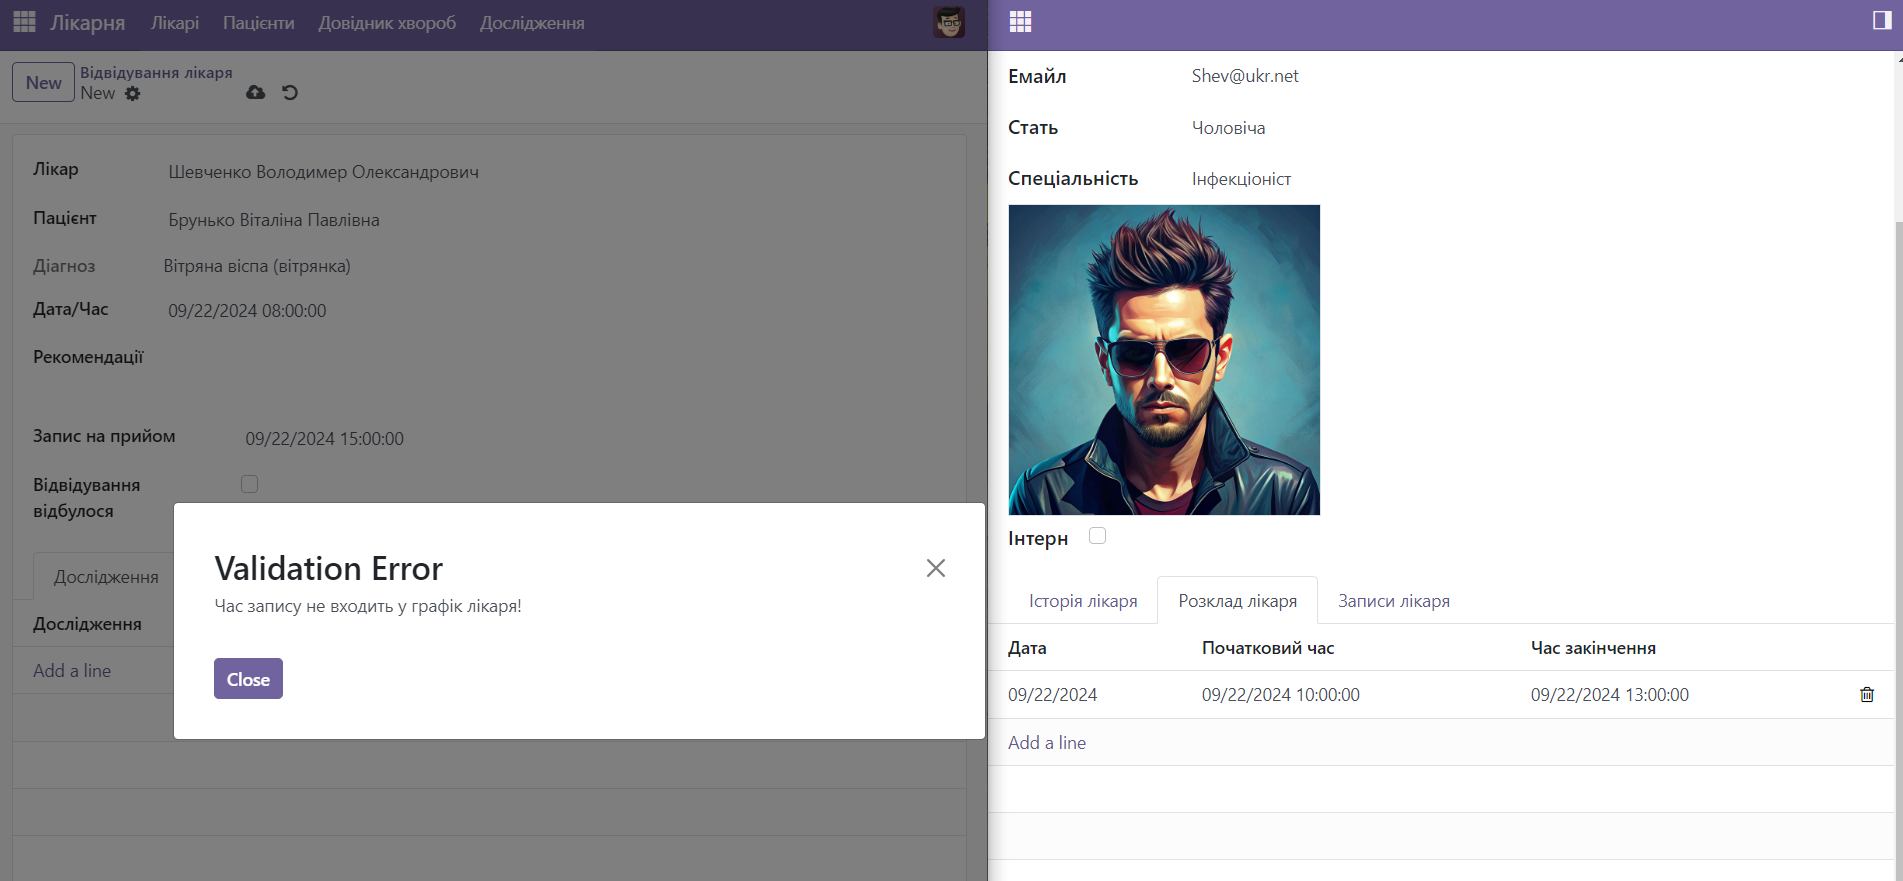 Лікарня Лікарі Пацієнти Довідник хвороб Дослідження
New
Відвідування лікаря
New
Лікар Шевченко Володимер Олександрович
Пацієнт Брунько Віталіна Павлівна
Діагноз Вітряна віспа (вітрянка)
Дата/Час 09/22/2024 08:00:00
Рекомендації
Запис на прийом 09/22/2024 15:00:00
Відвідування
відбулося
Дослідження
Дослідження
Add a line
Validation Error
Час запису не входить у графік лікаря!
Close
Емайл Shev@ukr.net
Стать Чоловіча
Спеціальність Інфекціоніст
Інтерн
Історія лікаря Розклад лікаря Записи лікаря
Дата Початковий час Час закінчення
09/22/2024 09/22/2024 10:00:00 09/22/2024 13:00:00
Add a line